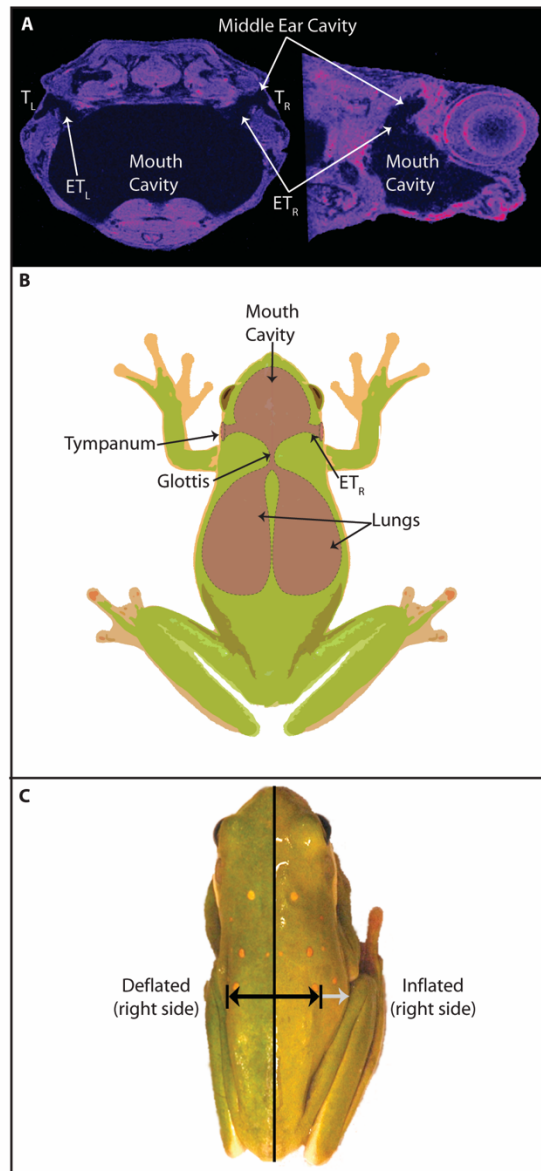 A
Middle Ear Cavity
TL
TR
ETL
Mouth
Cavity
ETR
Mouth
Cavity
B
Mouth
Cavity
Tympanum
Glottis
ETR
Lungs
C
Deflated
(right side)
Inflated
(right side)